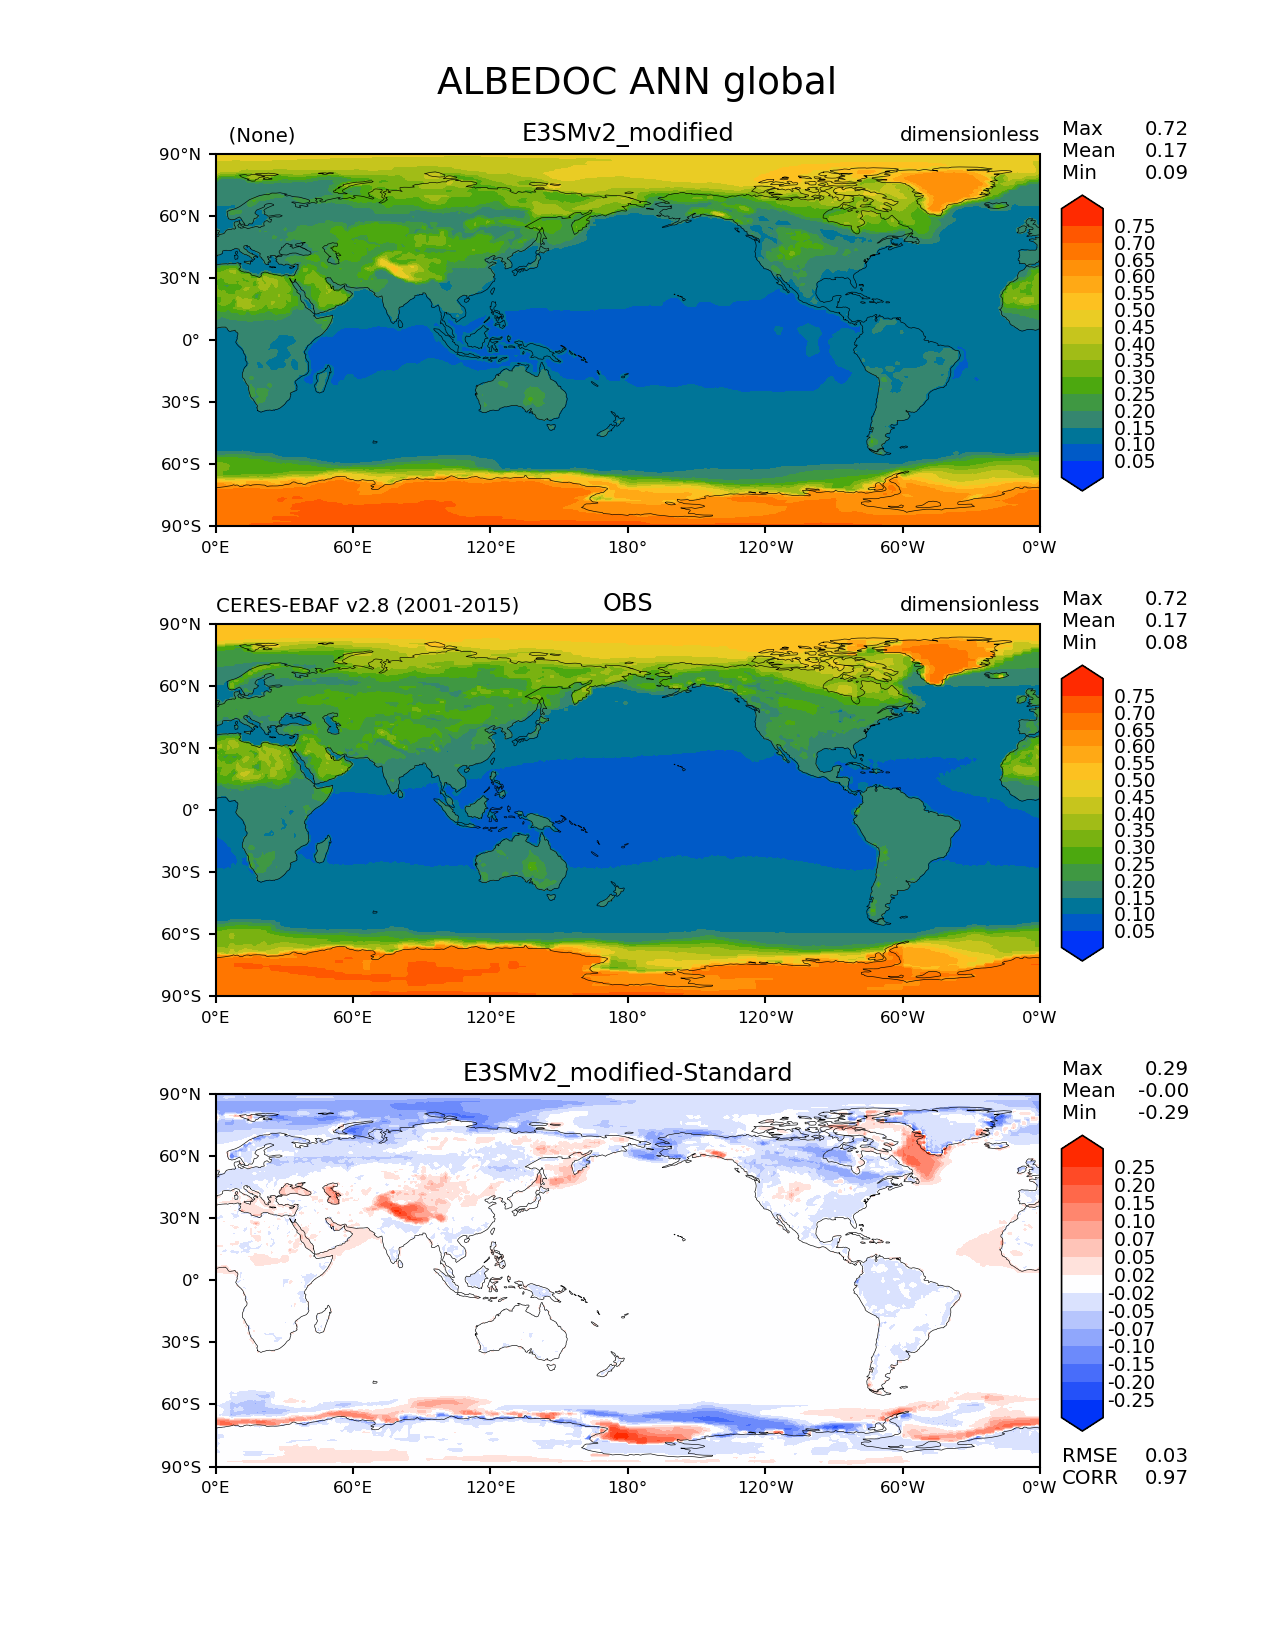 ALBEDOC ANN global
(None) E3SMv2_modified dimensionless
Max 0.72
Mean 0.17
Min 0.09
90°N
60°N
30°N
0°
30°S
60°S
90°S
0°E 60°E 120°E 180° 120°W 60°W 0°W
0.75
0.70
0.65
0.60
0.55
0.50
0.45
0.40
0.35
0.30
0.25
0.20
0.15
0.10
0.05
CERES-EBAF v2.8 (2001-2015) OBS dimensionless
Max 0.72
Mean 0.17
Min 0.08
90°N
60°N
30°N
0°
30°S
60°S
90°S
0°E 60°E 120°E 180° 120°W 60°W 0°W
0.75
0.70
0.65
0.60
0.55
0.50
0.45
0.40
0.35
0.30
0.25
0.20
0.15
0.10
0.05
E3SMv2_modified-Standard
Max 0.29
Mean -0.00
Min -0.29
90°N
60°N
30°N
0°
30°S
60°S
90°S
0°E 60°E 120°E 180° 120°W 60°W 0°W
0.25
0.20
0.15
0.10
0.07
0.05
0.02
-0.02
-0.05
-0.07
-0.10
-0.15
-0.20
-0.25
RMSE 0.03
CORR 0.97